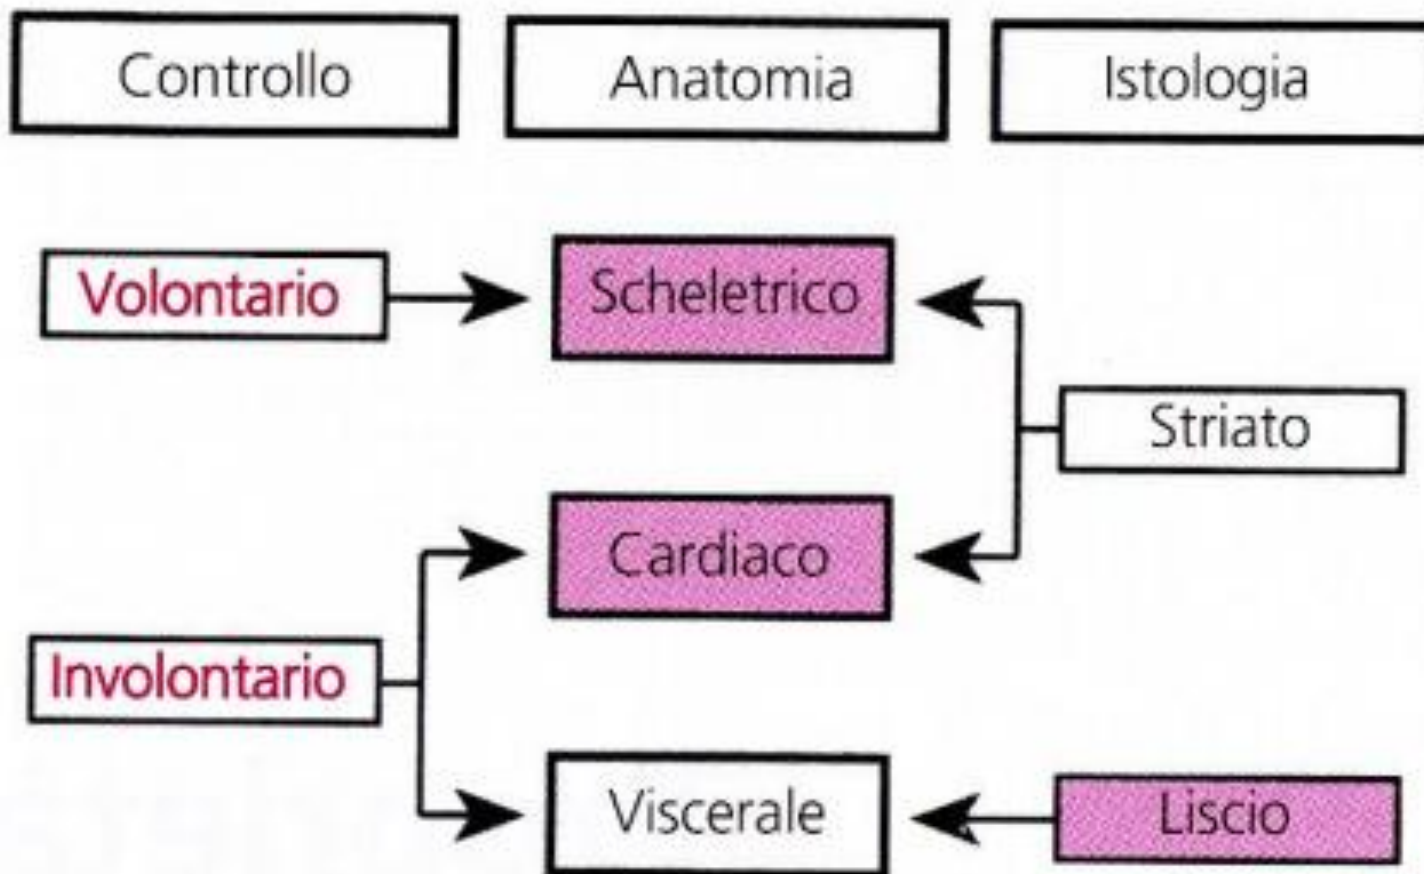 Controllo
Anatomia
Istologia
Volontario
Scheletrico
Striato
Cardiaco
Involontario
Viscerale
Liscio